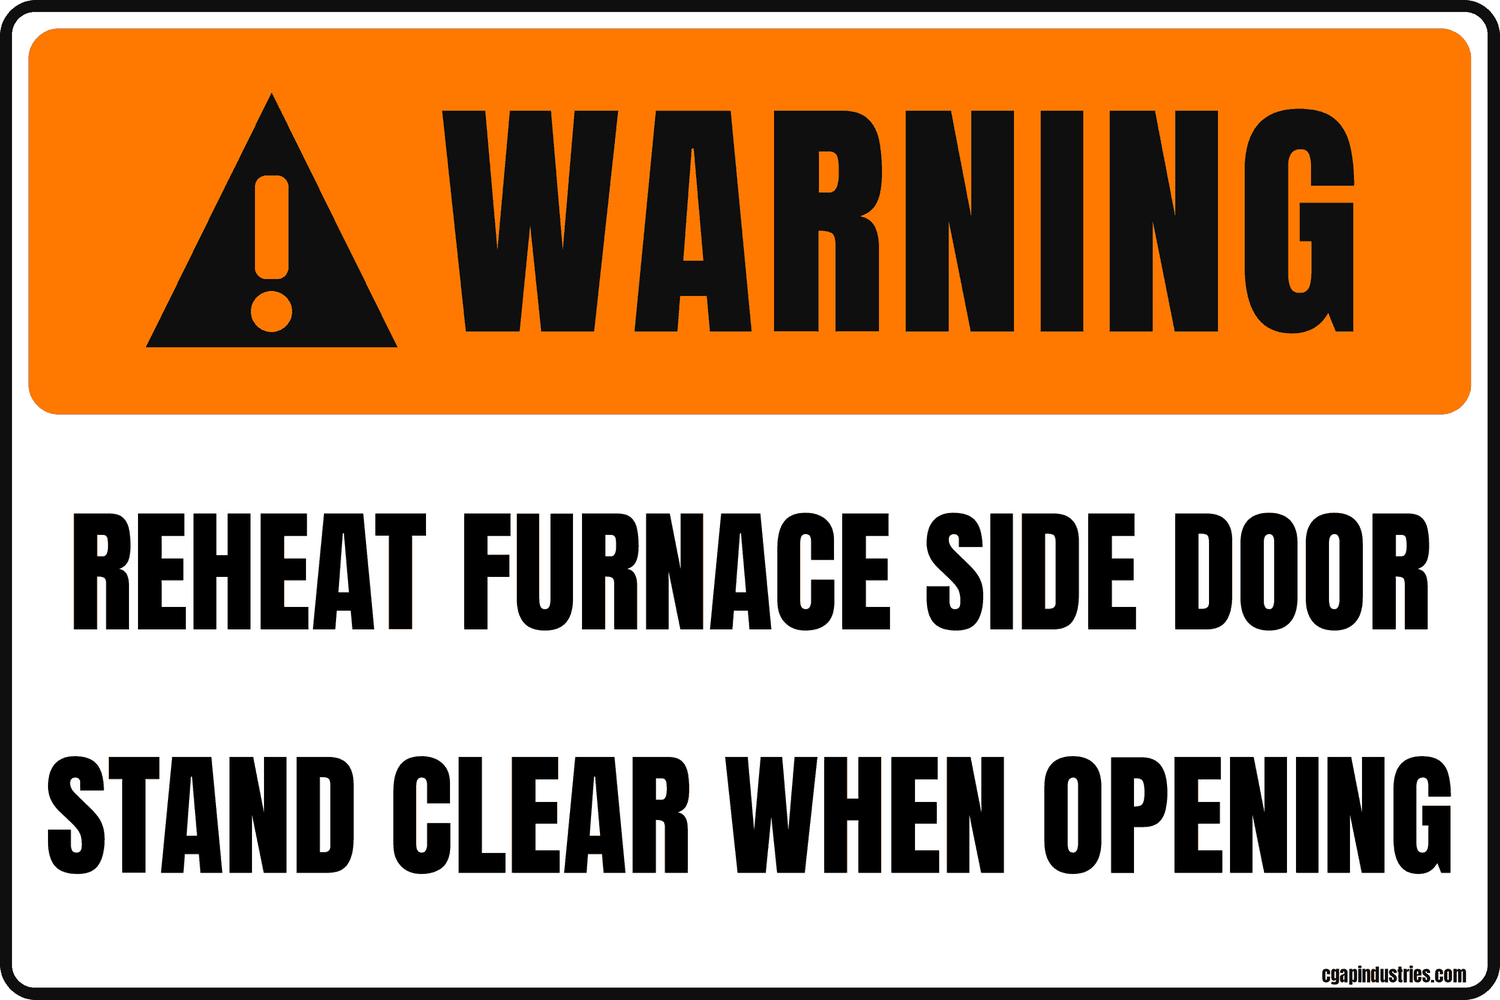 WARNING
REHEAT FURNACE SIDE DOOR
STAND CLEAR WHEN OPENING
cgapindustries.com